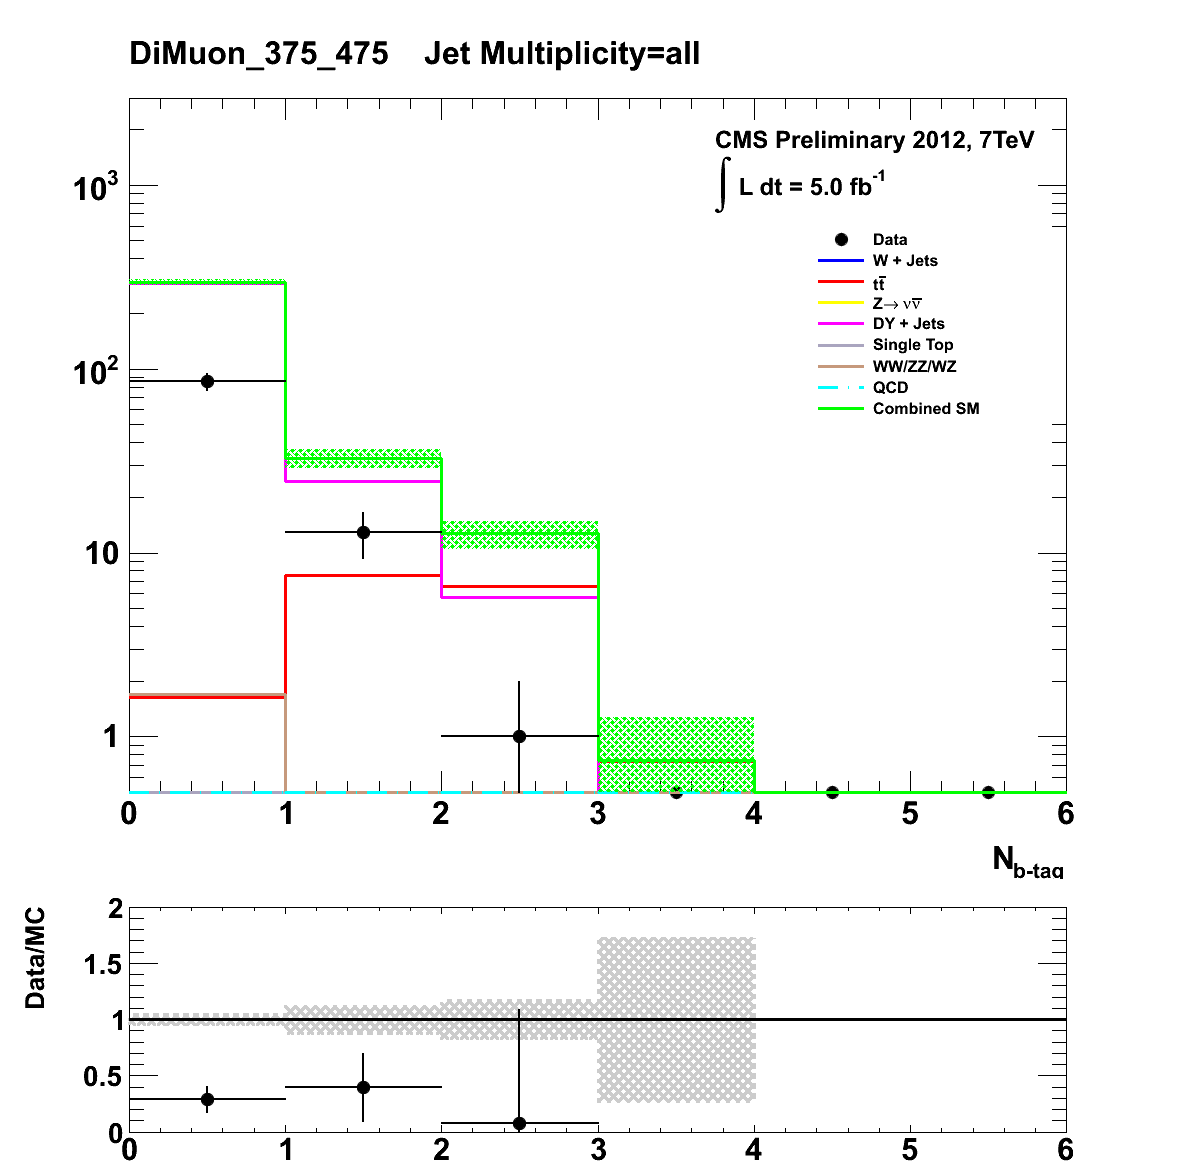 DiMuon_375_475 Jet Multiplicity=all
CMS Preliminary 2012, 7TeV
∫ L dt = 5.0 fb⁻¹
Data
W + Jets
tt̅
Z→ νν̅
DY + Jets
Single Top
WW/ZZ/WZ
QCD
Combined SM
10³
10²
10
1
0 1 2 3 4 5 6
N_b-tag
Data/MC
2
1.5
1
0.5
0
0 1 2 3 4 5 6